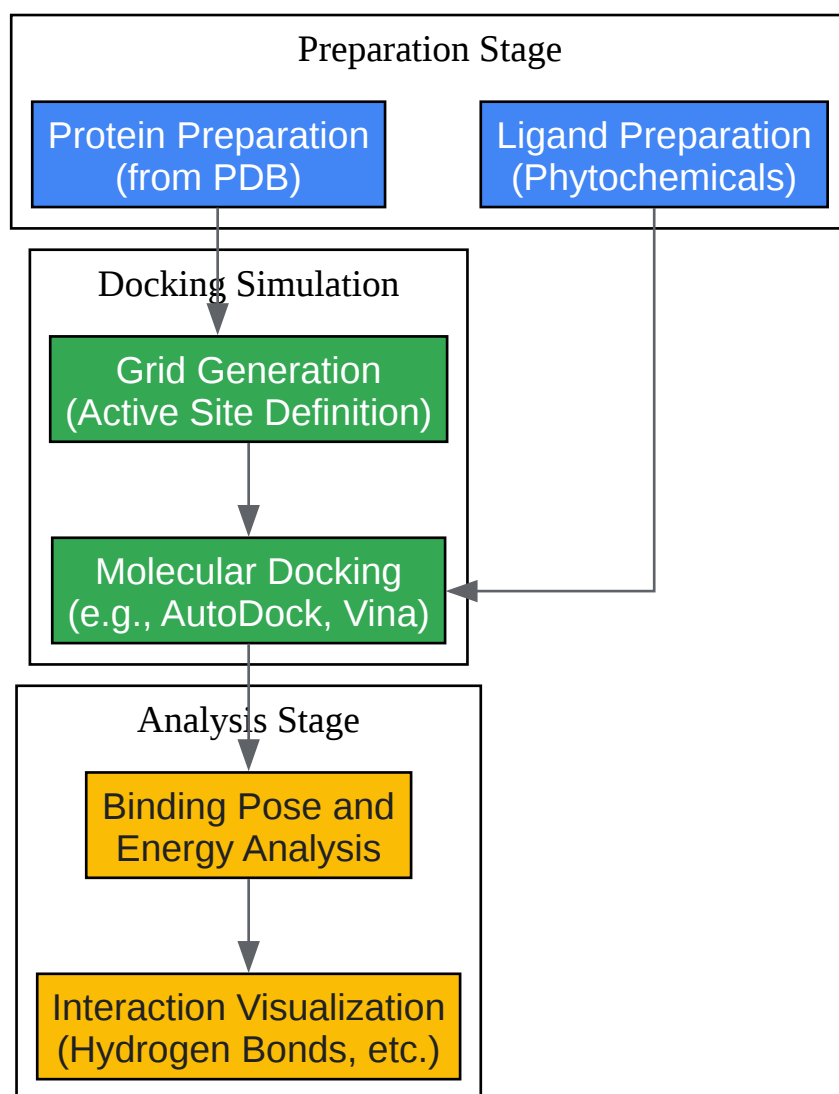 Preparation Stage
Protein Preparation
(from PDB)
Ligand Preparation
(Phytochemicals)
Docking Simulation
Grid Generation
(Active Site Definition)
Molecular Docking
(e.g., AutoDock, Vina)
Analysis Stage
Binding Pose and
Energy Analysis
Interaction Visualization
(Hydrogen Bonds, etc.)